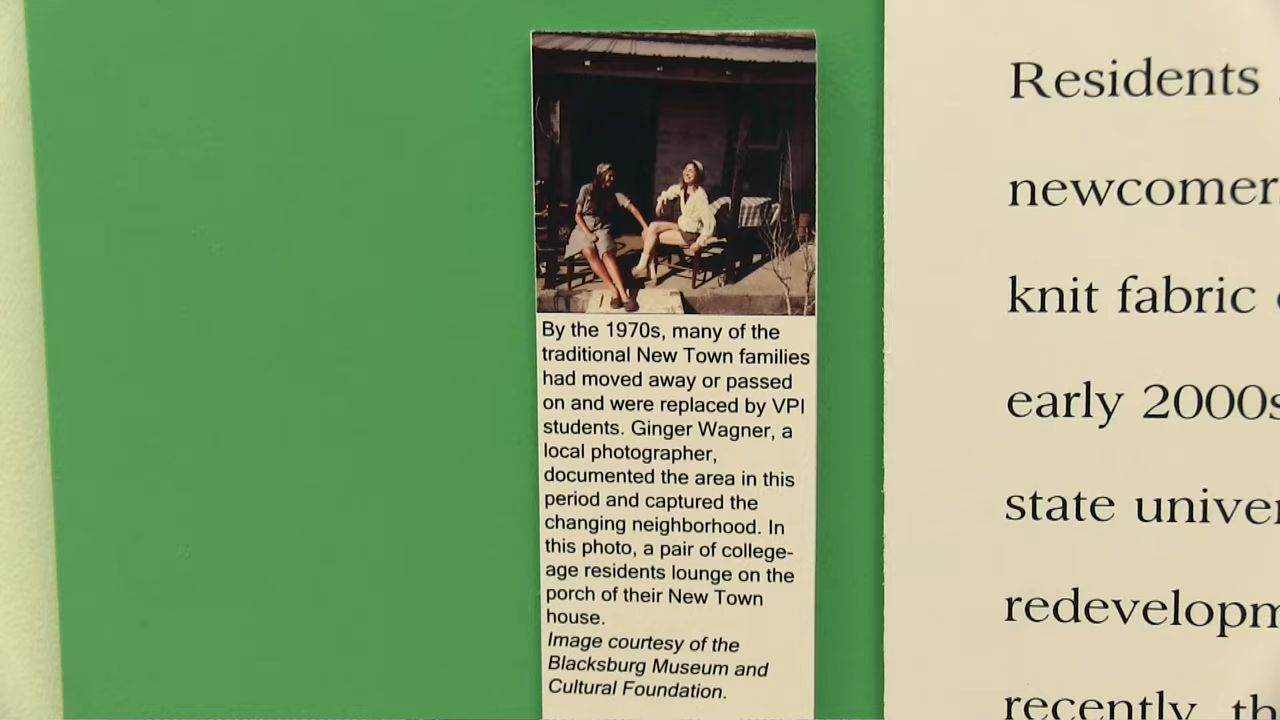 By the 1970s, many of the
traditional New Town families
had moved away or passed
on and were replaced by VPI
students. Ginger Wagner, a
local photographer,
documented the area in this
period and captured the
changing neighborhood. In
this photo, a pair of college-
age residents lounge on the
porch of their New Town
house.
Image courtesy of the
Blacksburg Museum and
Cultural Foundation.
Residents
newcomer
knit fabric
early 2000s
state univer
redevelopm
recently, th